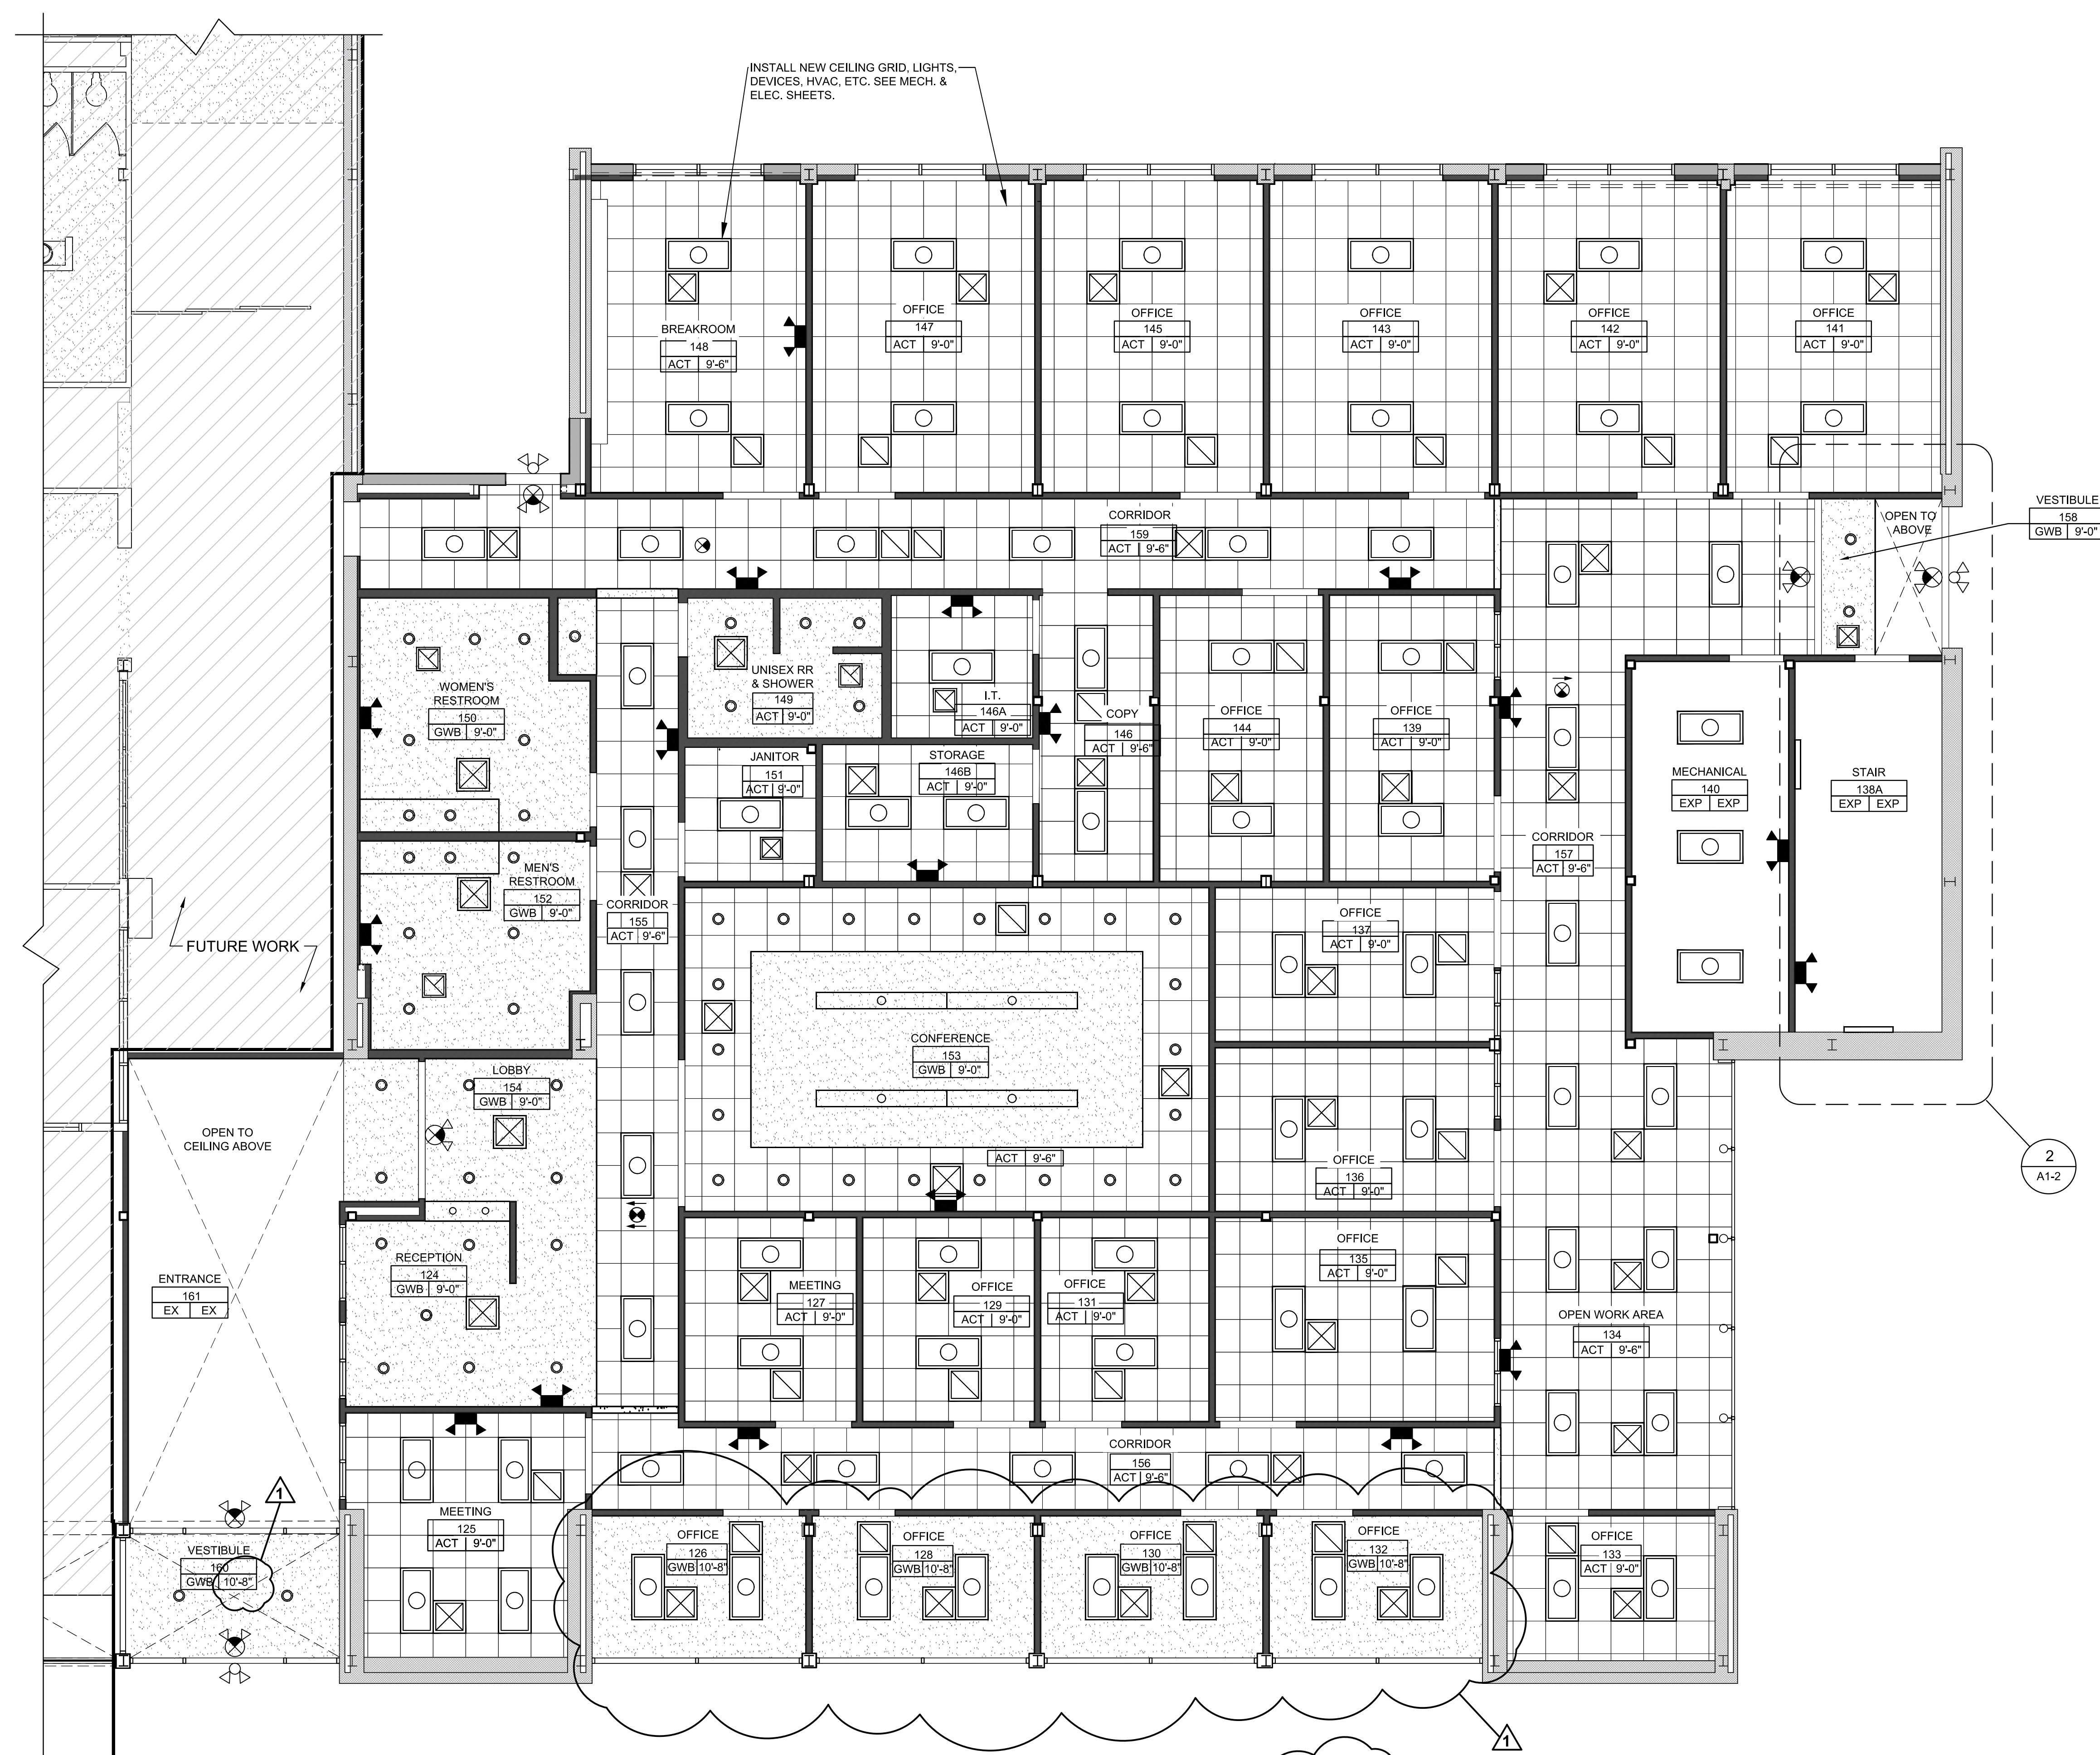 INSTALL NEW CEILING GRID, LIGHTS,
DEVICES, HVAC, ETC. SEE MECH. &
ELEC. SHEETS.
BREAKROOM
148
ACT 9'-6"
OFFICE
147
ACT 9'-0"
OFFICE
145
ACT 9'-0"
OFFICE
143
ACT 9'-0"
OFFICE
142
ACT 9'-0"
OFFICE
141
ACT 9'-0"
VESTIBULE
158
GWB 9'-0"
OPEN TO
ABOVE
CORRIDOR
159
ACT 9'-6"
WOMEN'S
RESTROOM
150
GWB 9'-0"
UNISEX RR
& SHOWER
149
ACT 9'-0"
I.T.
146A
ACT 9'-0"
COPY
146
ACT 9'-6"
OFFICE
144
ACT 9'-0"
OFFICE
139
ACT 9'-0"
JANITOR
151
ACT 9'-0"
STORAGE
146B
ACT 9'-0"
MECHANICAL
140
EXP EXP
STAIR
138A
EXP EXP
CORRIDOR
157
ACT 9'-6"
MEN'S
RESTROOM
152
GWB 9'-0"
CORRIDOR
155
ACT 9'-6"
FUTURE WORK
OFFICE
137
ACT 9'-0"
CONFERENCE
153
GWB 9'-0"
ACT 9'-6"
LOBBY
154
GWB 9'-0"
OPEN TO
CEILING ABOVE
OFFICE
136
ACT 9'-0"
2
A1-2
RECEPTION
124
GWB 9'-0"
ENTRANCE
161
EX EX
MEETING
127
ACT 9'-0"
OFFICE
129
ACT 9'-0"
OFFICE
131
ACT 9'-0"
OFFICE
135
ACT 9'-0"
OPEN WORK AREA
134
ACT 9'-6"
CORRIDOR
156
ACT 9'-6"
1
MEETING
125
ACT 9'-0"
VESTIBULE
160
GWB 10'-8"
OFFICE
126
GWB 10'-8"
OFFICE
128
GWB 10'-8"
OFFICE
130
GWB 10'-8"
OFFICE
132
GWB 10'-8"
OFFICE
133
ACT 9'-0"
1